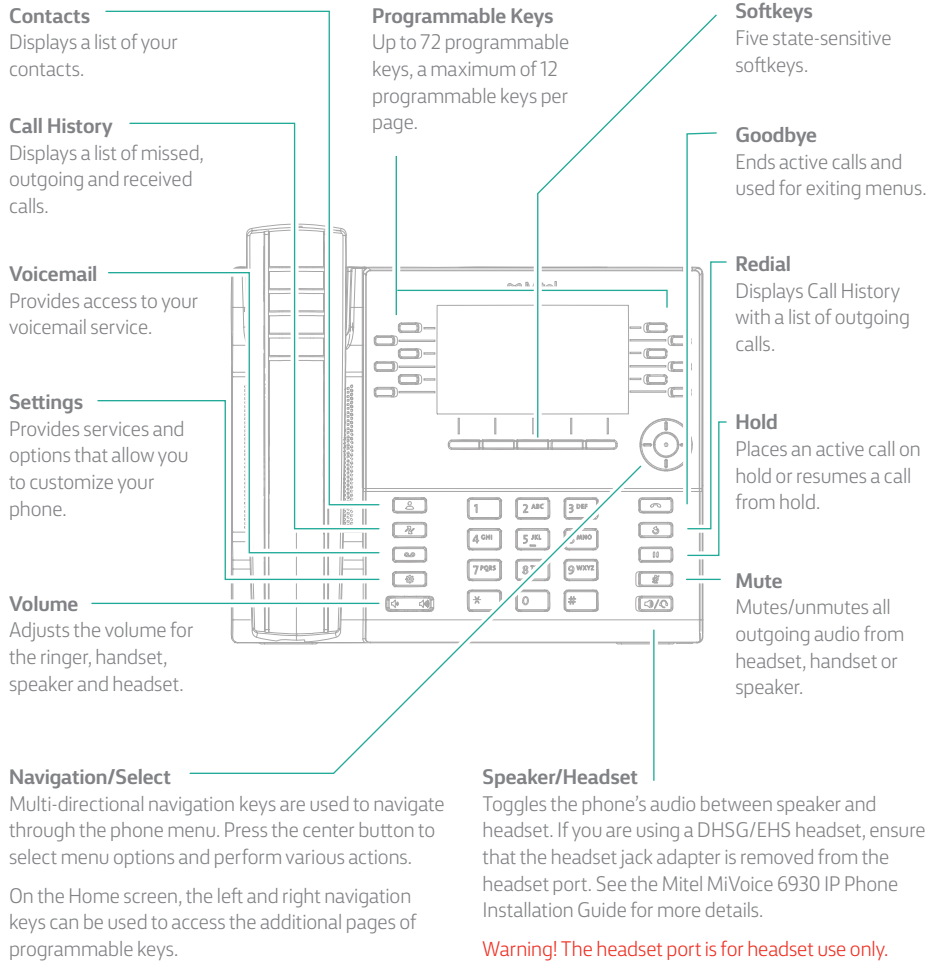 Contacts
Displays a list of your
contacts.
Call History
Displays a list of missed,
outgoing and received
calls.
Voicemail
Provides access to your
voicemail service.
Settings
Provides services and
options that allow you
to customize your
phone.
Volume
Adjusts the volume for
the ringer, handset,
speaker and headset.
Programmable Keys
Up to 72 programmable
keys, a maximum of 12
programmable keys per
page.
Softkeys
Five state-sensitive
softkeys.
Goodbye
Ends active calls and
used for exiting menus.
Redial
Displays Call History
with a list of outgoing
calls.
Hold
Places an active call on
hold or resumes a call
from hold.
Mute
Mutes/unmutes all
outgoing audio from
headset, handset or
speaker.
1 2 ABC 3 DEF
4 GHI 5 JKL MNO
7 PQRS 8 9 WXYZ
* 0 #
Navigation/Select
Multi-directional navigation keys are used to navigate
through the phone menu. Press the center button to
select menu options and perform various actions.
On the Home screen, the left and right navigation
keys can be used to access the additional pages of
programmable keys.
Speaker/Headset
Toggles the phone's audio between speaker and
headset. If you are using a DHSG/EHS headset, ensure
that the headset jack adapter is removed from the
headset port. See the Mitel MiVoice 6930 IP Phone
Installation Guide for more details.
Warning! The headset port is for headset use only.